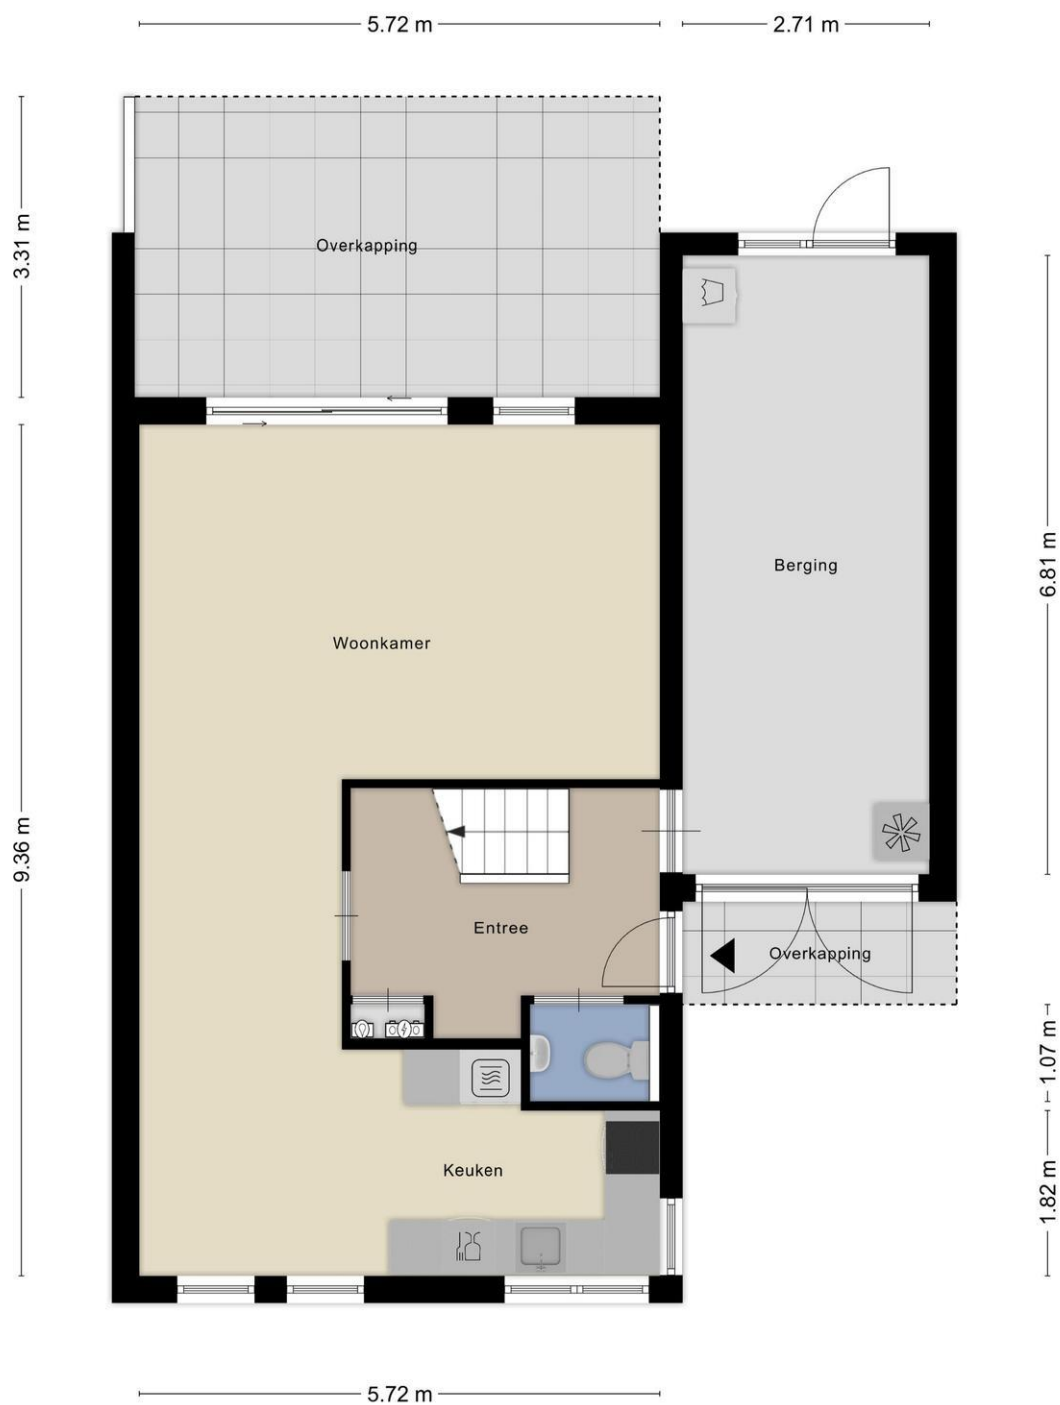 5.72 m
2.71 m
3.31 m
Overkapping
6.81 m
Berging
Woonkamer
9.36 m
Entree
Overkapping
1.07 m
Keuken
1.82 m
5.72 m